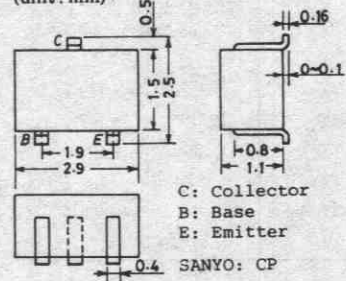 (unit : mm)
C
0.5
0.16
1.5
2.5
0~0.1
B
E
1.9
2.9
0.8
1.1
C: Collector
B: Base
E: Emitter
0.4
SANYO: CP